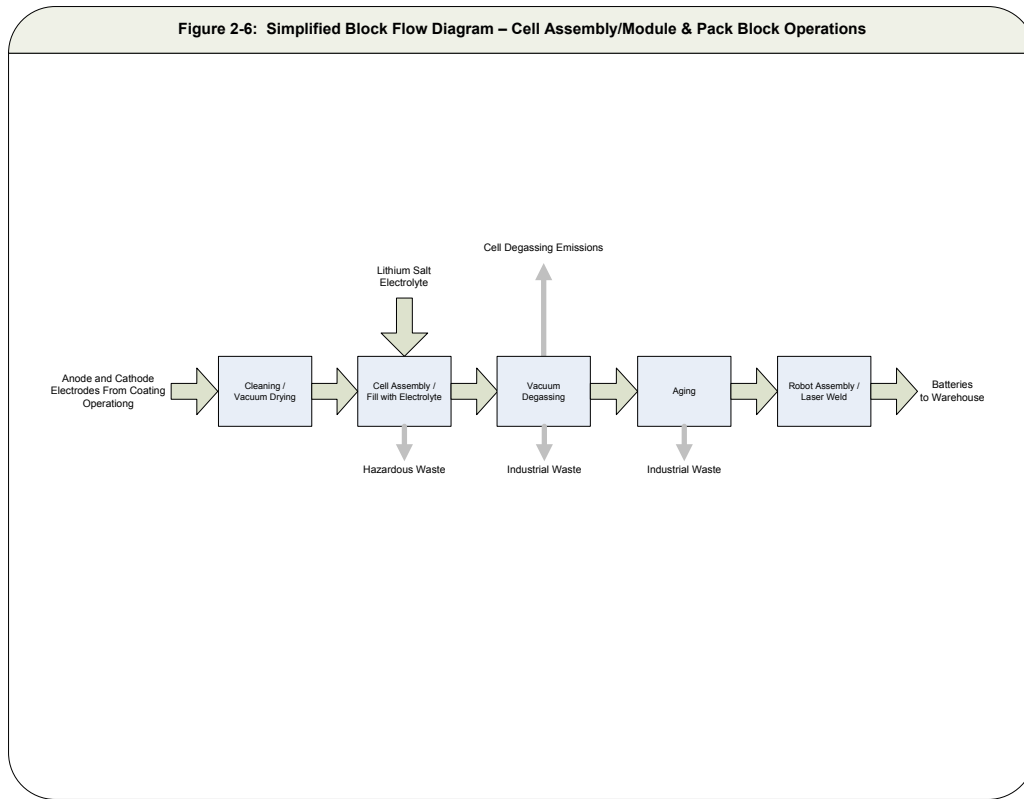 Figure 2-6:  Simplified Block Flow Diagram – Cell Assembly/Module & Pack Block Operations
Cell Degassing Emissions
Lithium Salt
Electrolyte
Anode and Cathode
Electrodes From Coating
Operationg
Cleaning /
Vacuum Drying
Cell Assembly /
Fill with Electrolyte
Vacuum
Degassing
Aging
Robot Assembly /
Laser Weld
Batteries
to Warehouse
Hazardous Waste
Industrial Waste
Industrial Waste